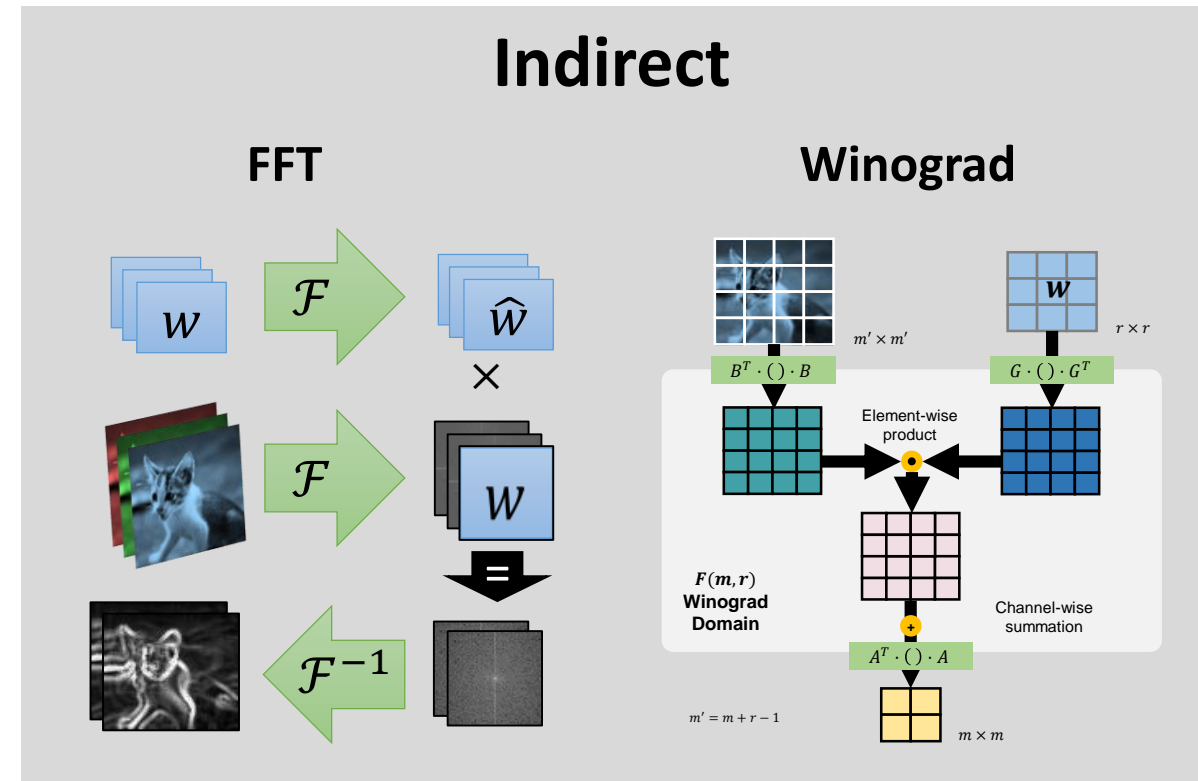 Indirect
FFT
Winograd
w
ℱ
ŵ
×
ℱ
w
=
ℱ⁻¹
w
m′ × m′
r × r
Bᵀ · ( ) · B
G · ( ) · Gᵀ
Element-wise
product
F(m, r)
Winograd
Domain
+
Channel-wise
summation
Aᵀ · ( ) · A
m′ = m + r − 1
m × m